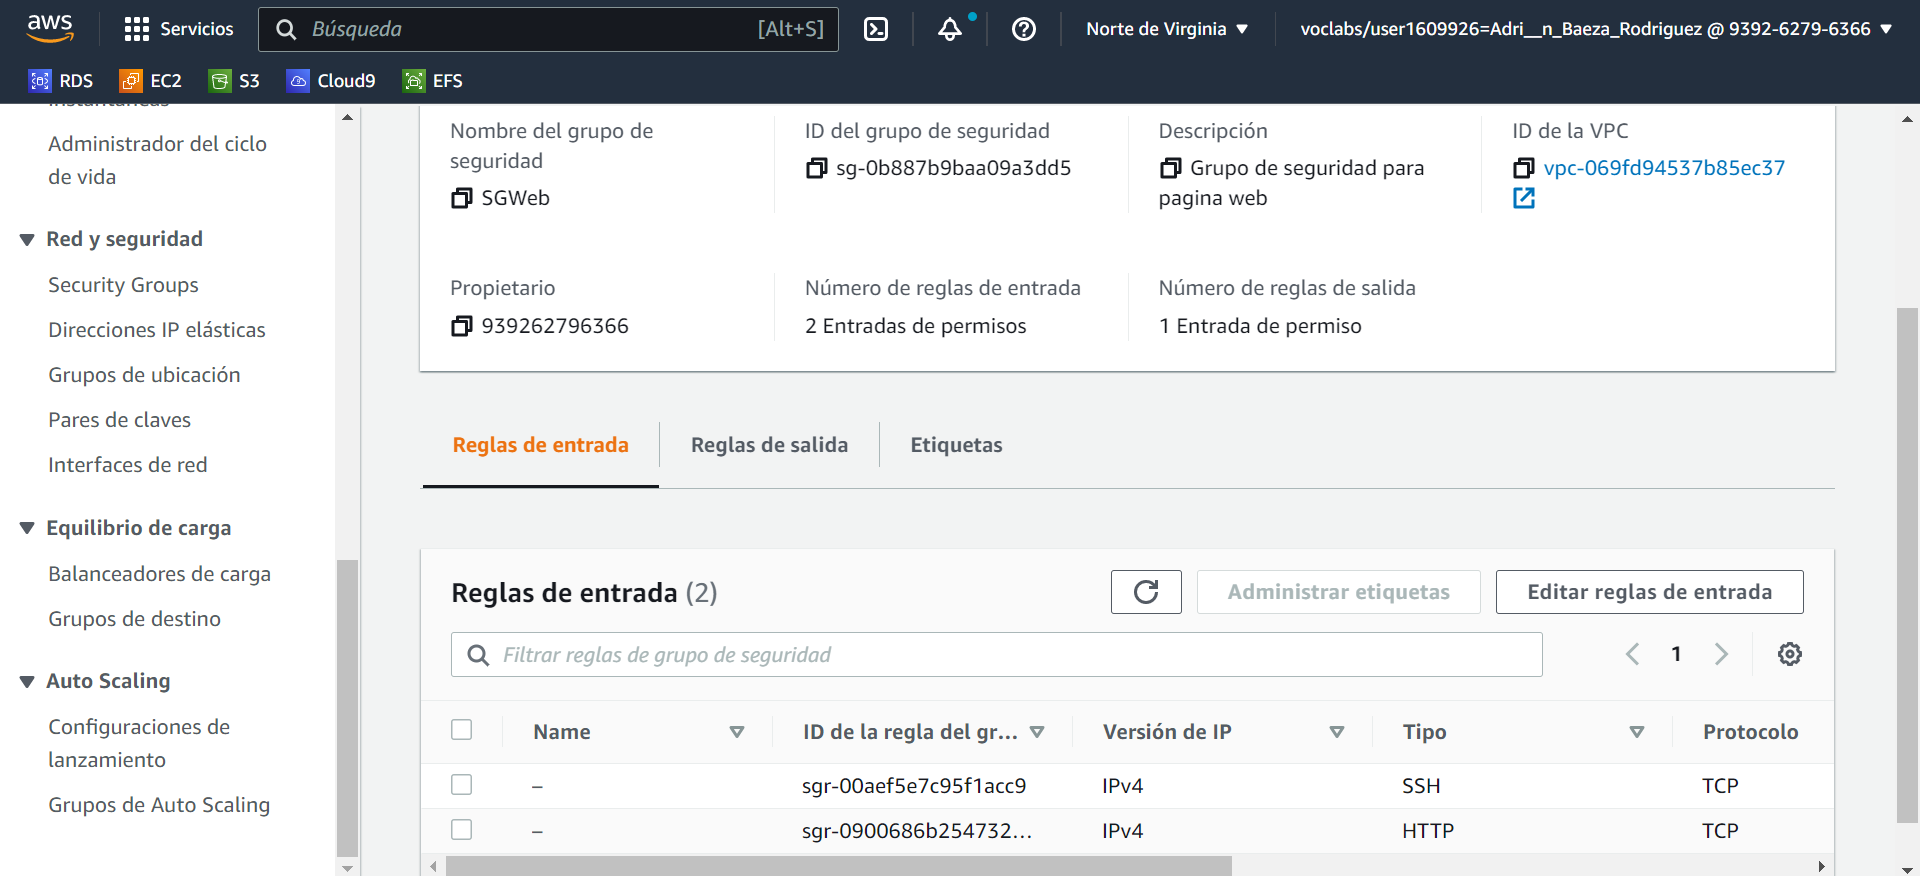 aws
Servicios
Búsqueda [Alt+S]
Norte de Virginia
voclabs/user1609926=Adri__n_Baeza_Rodriguez @ 9392-6279-6366
RDS
EC2
S3
Cloud9
EFS
Instantáneas
Administrador del ciclo
de vida
Red y seguridad
Security Groups
Direcciones IP elásticas
Grupos de ubicación
Pares de claves
Interfaces de red
Equilibrio de carga
Balanceadores de carga
Grupos de destino
Auto Scaling
Configuraciones de
lanzamiento
Grupos de Auto Scaling
Nombre del grupo de
seguridad
SGWeb
ID del grupo de seguridad
sg-0b887b9baa09a3dd5
Descripción
Grupo de seguridad para
pagina web
ID de la VPC
vpc-069fd94537b85ec37
Propietario
939262796366
Número de reglas de entrada
2 Entradas de permisos
Número de reglas de salida
1 Entrada de permiso
Reglas de entrada
Reglas de salida
Etiquetas
Reglas de entrada (2)
Administrar etiquetas
Editar reglas de entrada
Filtrar reglas de grupo de seguridad
1
Name ID de la regla del gr... Versión de IP Tipo Protocolo
– sgr-00aef5e7c95f1acc9 IPv4 SSH TCP
– sgr-0900686b254732... IPv4 HTTP TCP